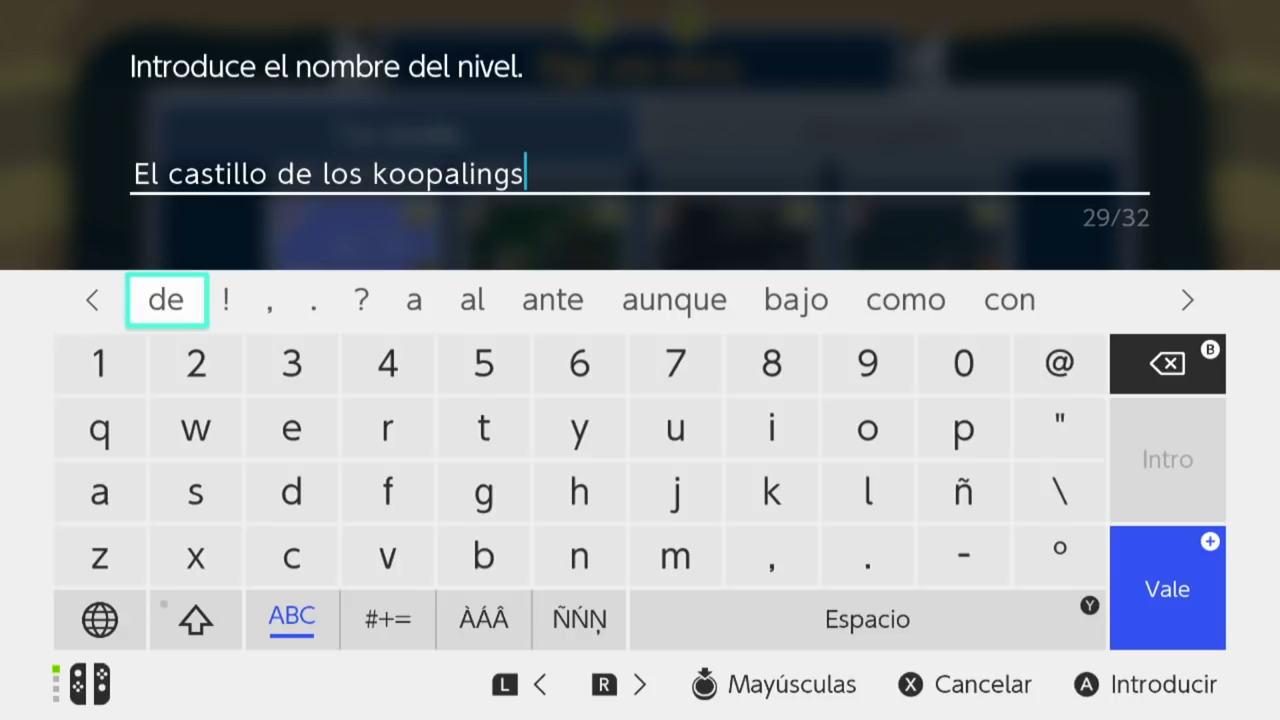 Introduce el nombre del nivel.
El castillo de los koopalings
29/32
< de ! , . ? a al ante aunque bajo como con >
1 2 3 4 5 6 7 8 9 0 @ B
q w e r t y u i o p "
Intro
a s d f g h j k l ñ \
z x c v b n m , . - º +
Vale
ABC #+= ÀÁÂ ÑŃŅ Espacio Y
L < R > Mayúsculas X Cancelar A Introducir